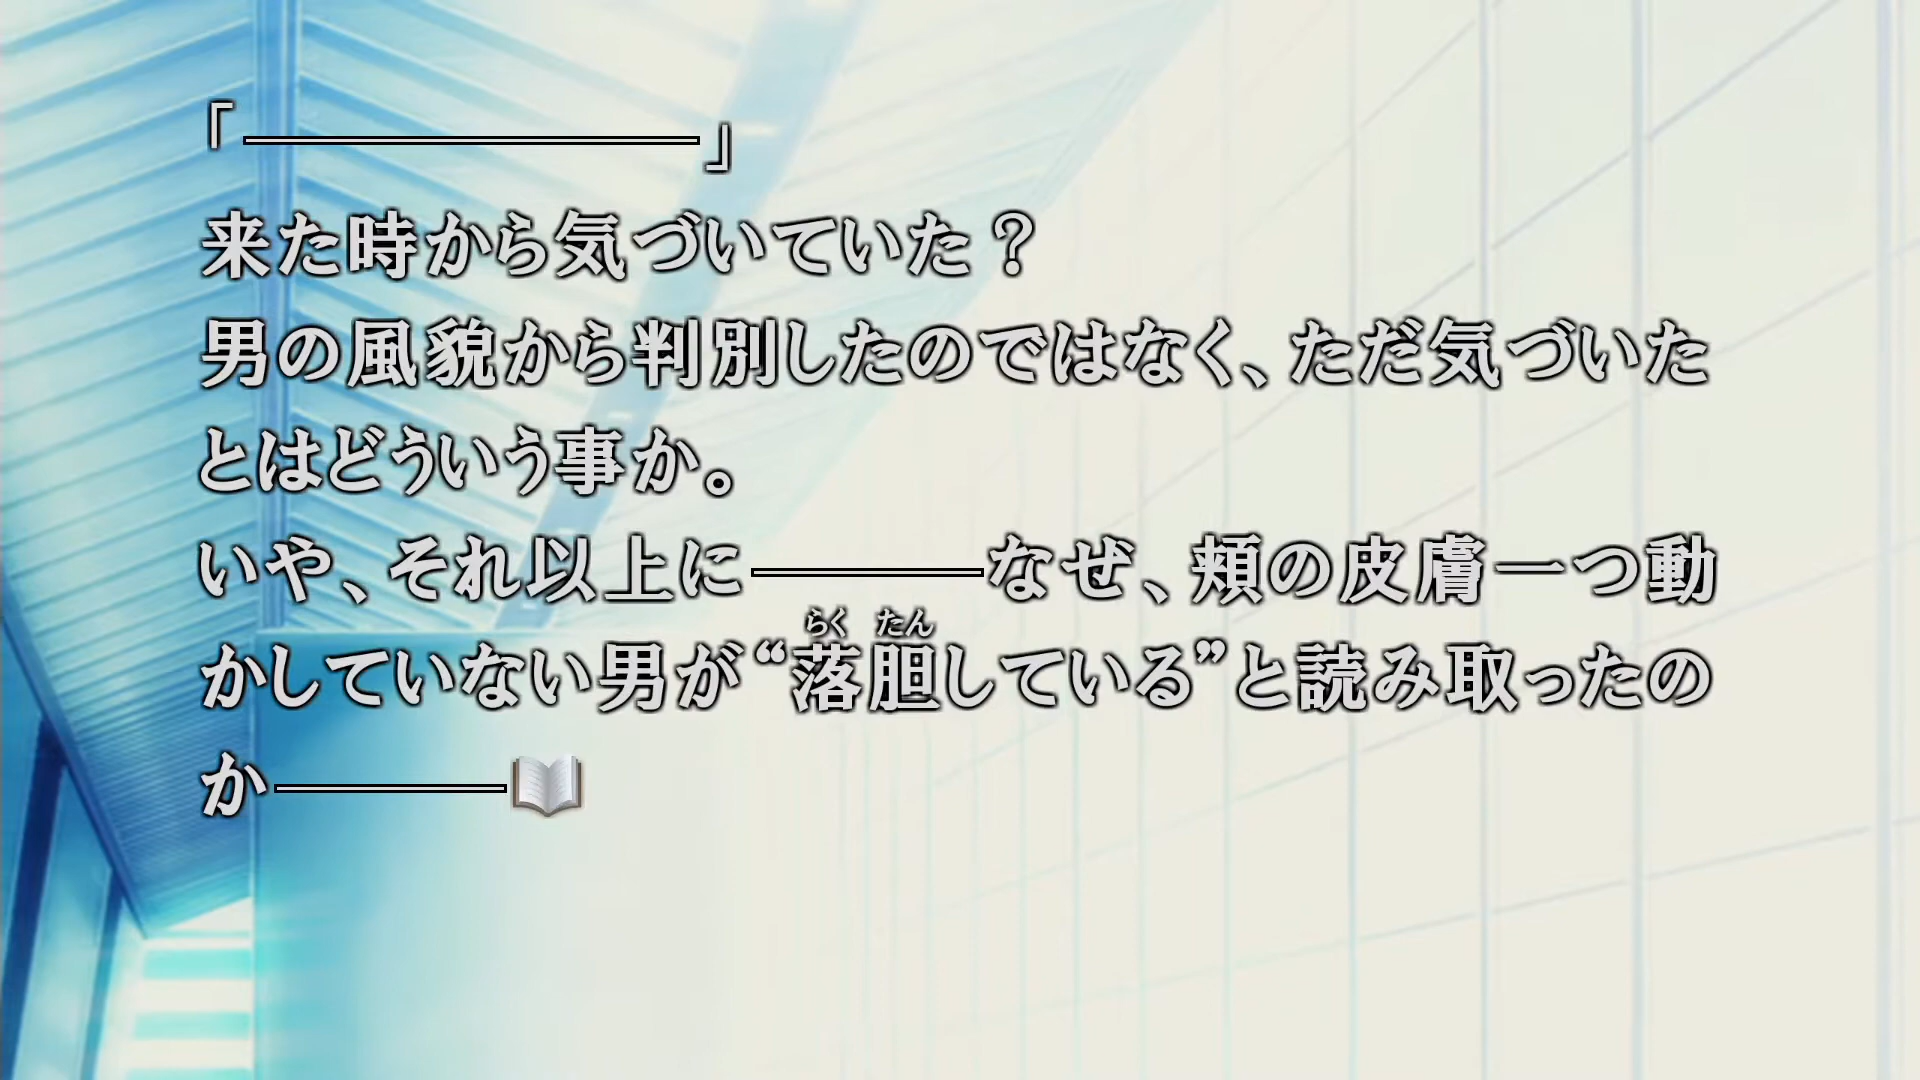 「――――――」
来た時から気づいていた？
男の風貌から判別したのではなく、ただ気づいた
とはどういう事か。
いや、それ以上に―――なぜ、頬の皮膚一つ動
かしていない男が“落胆している”と読み取ったの
らく たん
か―――